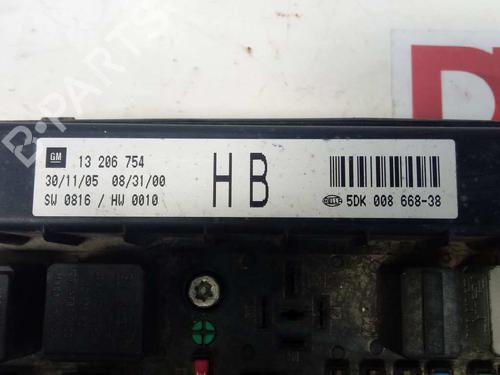 GM 13 206 754
30/11/05 08/31/00
SW 0816 / HW 0010
HB
HELLA 5DK 008 668-38
B-PARTS